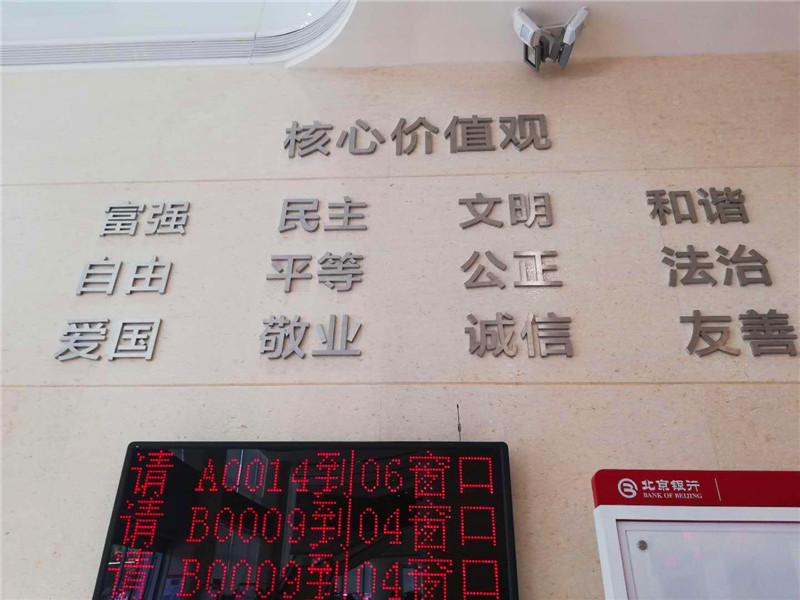 核心价值观
富强 民主 文明 和谐
自由 平等 公正 法治
爱国 敬业 诚信 友善
请 A0014到06窗口
请 B0009到04窗口
请 B0009到04窗口
北京银行
BANK OF BEIJING